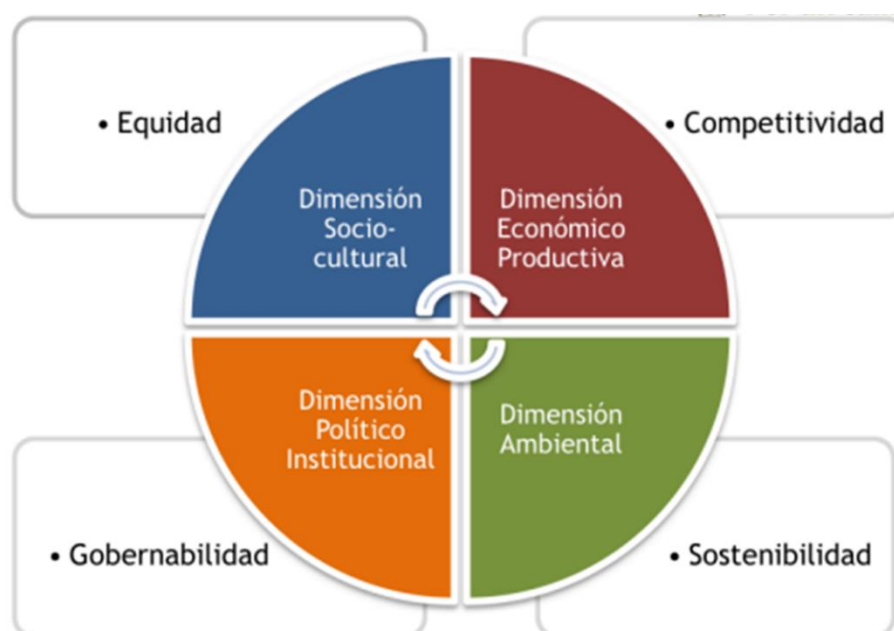 • Equidad
• Competitividad
Dimensión
Socio-
cultural
Dimensión
Económico
Productiva
Dimensión
Político
Institucional
Dimensión
Ambiental
• Gobernabilidad
• Sostenibilidad